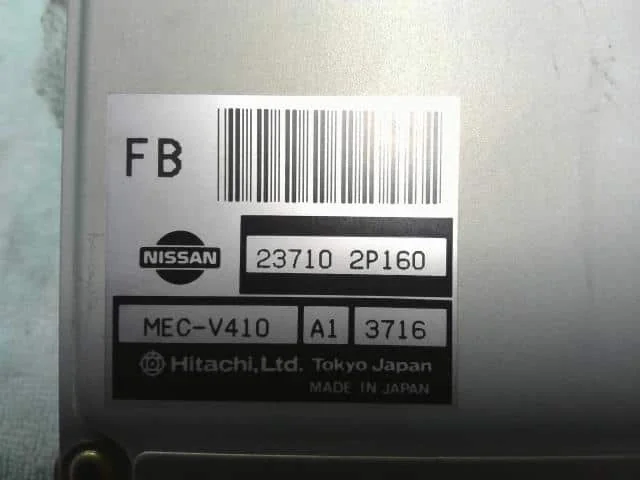 FB
NISSAN
23710 2P160
MEC-V410 A1 3716
Hitachi, Ltd. Tokyo Japan
MADE IN JAPAN